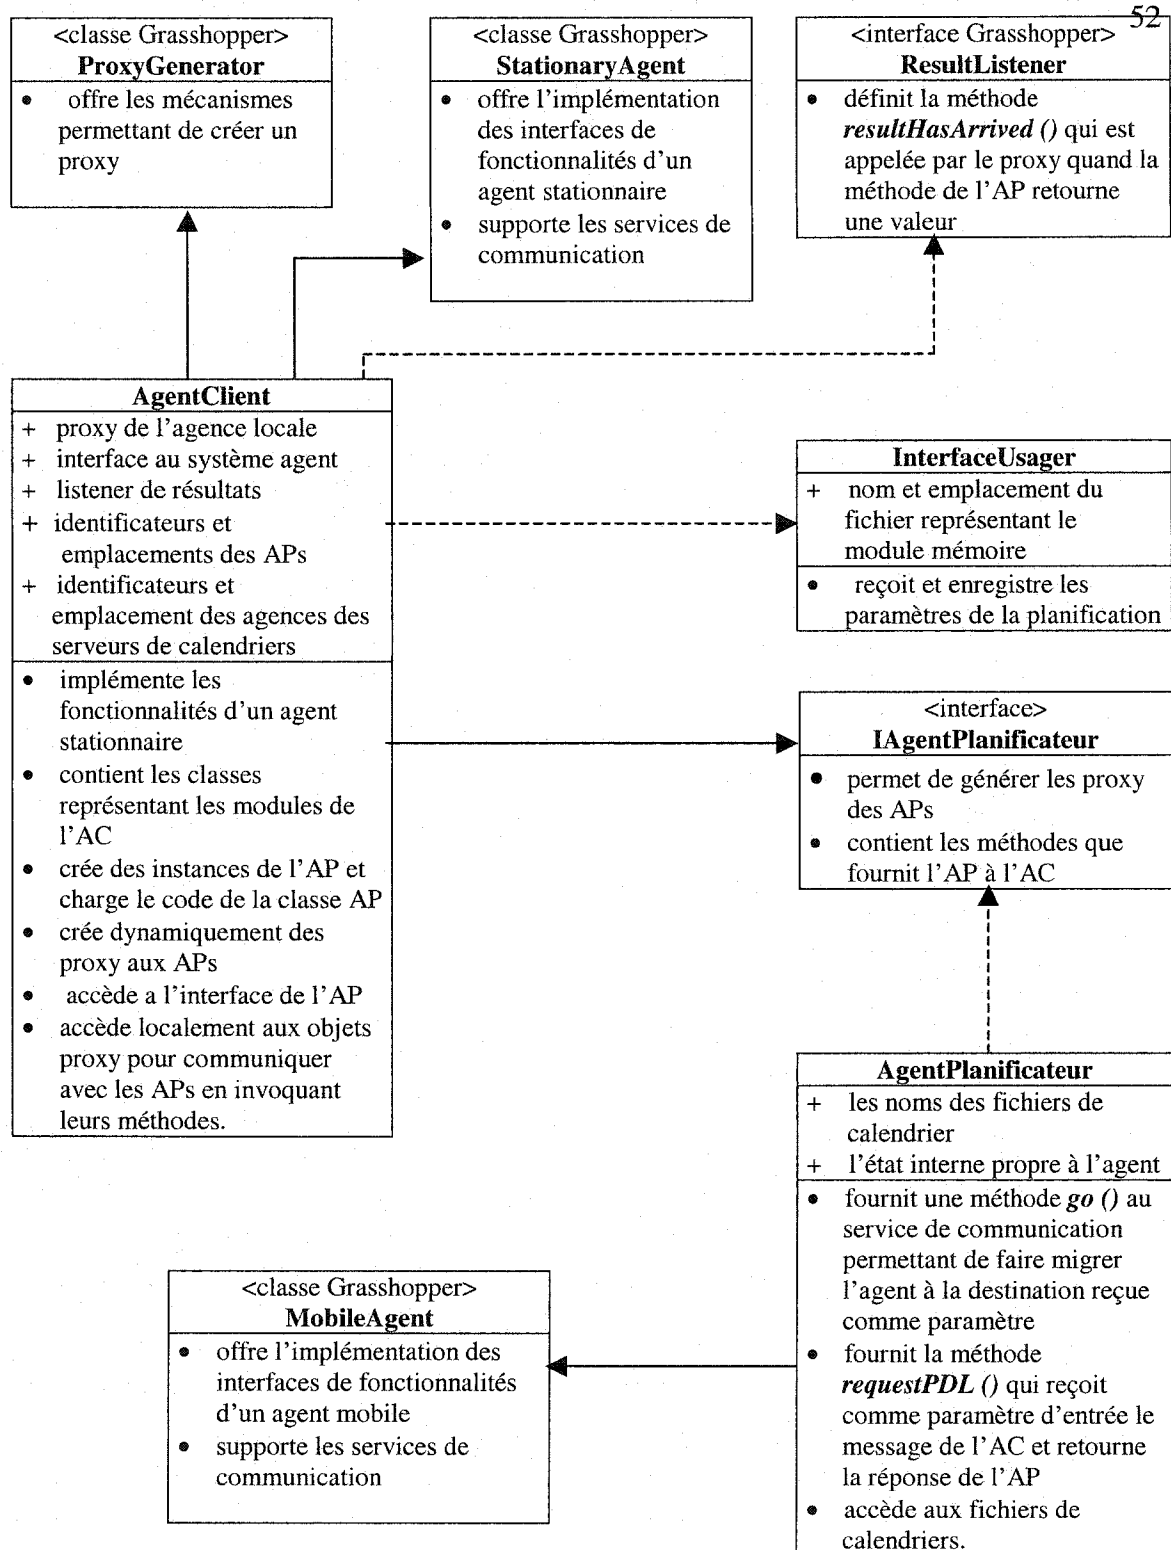 52
<classe Grasshopper>
ProxyGenerator
• offre les mécanismes
permettant de créer un
proxy
<classe Grasshopper>
StationaryAgent
• offre l'implémentation
des interfaces de
fonctionnalités d'un
agent stationnaire
• supporte les services de
communication
<interface Grasshopper>
ResultListener
• définit la méthode
resultHasArrived () qui est
appelée par le proxy quand la
méthode de l'AP retourne
une valeur
AgentClient
+ proxy de l'agence locale
+ interface au système agent
+ listener de résultats
+ identificateurs et
emplacements des APs
+ identificateurs et
emplacement des agences des
serveurs de calendriers
• implémente les
fonctionnalités d'un agent
stationnaire
• contient les classes
représentant les modules de
l'AC
• crée des instances de l'AP et
charge le code de la classe AP
• crée dynamiquement des
proxy aux APs
• accède a l'interface de l'AP
• accède localement aux objets
proxy pour communiquer
avec les APs en invoquant
leurs méthodes.
InterfaceUsager
+ nom et emplacement du
fichier représentant le
module mémoire
• reçoit et enregistre les
paramètres de la planification
<interface>
IAgentPlanificateur
• permet de générer les proxy
des APs
• contient les méthodes que
fournit l'AP à l'AC
AgentPlanificateur
+ les noms des fichiers de
calendrier
+ l'état interne propre à l'agent
• fournit une méthode go () au
service de communication
permettant de faire migrer
l'agent à la destination reçue
comme paramètre
• fournit la méthode
requestPDL () qui reçoit
comme paramètre d'entrée le
message de l'AC et retourne
la réponse de l'AP
• accède aux fichiers de
calendriers.
<classe Grasshopper>
MobileAgent
• offre l'implémentation des
interfaces de fonctionnalités
d'un agent mobile
• supporte les services de
communication